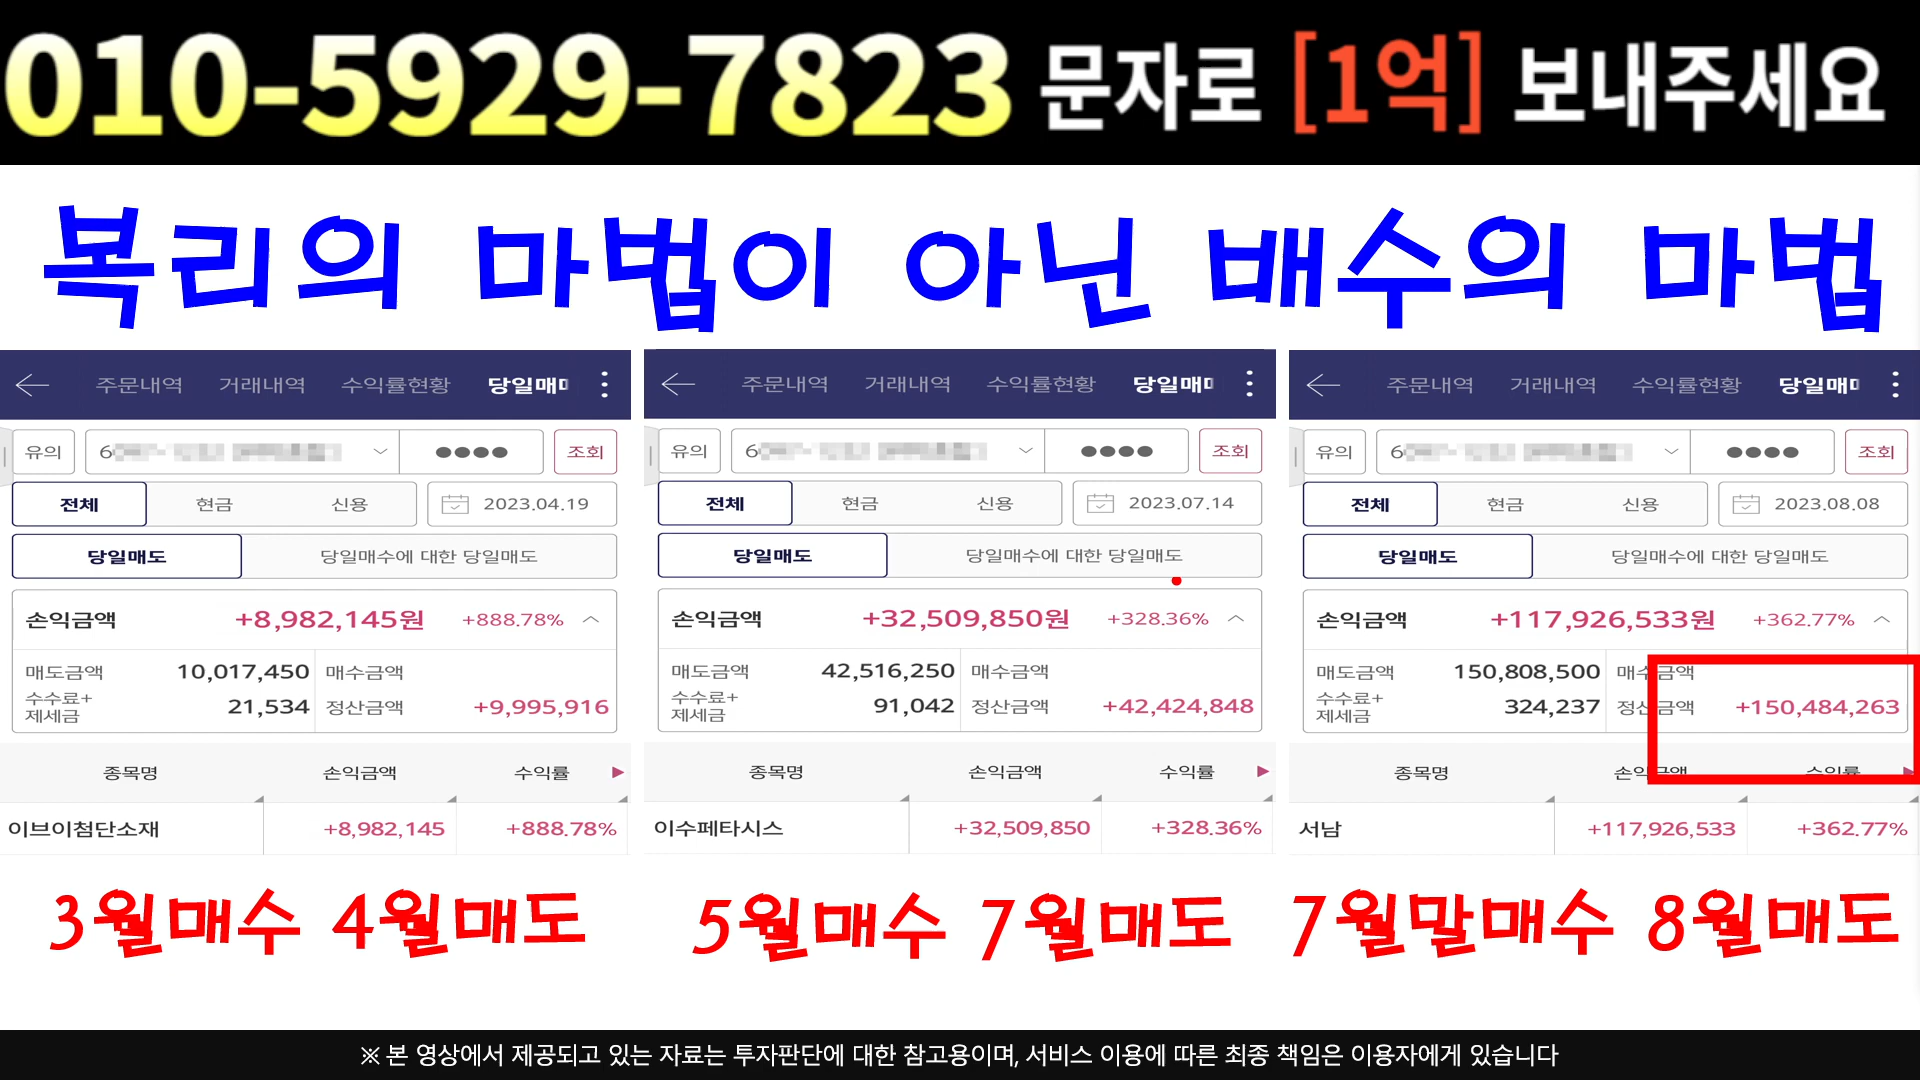 010-5929-7823 문자로 [1억] 보내주세요
복리의 마법이 아닌 배수의 마법
주문내역 거래내역 수익률현황 당일매
유의 6 조회
전체 현금 신용 2023.04.19
당일매도 당일매수에 대한 당일매도
손익금액 +8,982,145원 +888.78%
매도금액 10,017,450 매수금액
수수료+
제세금 21,534 정산금액 +9,995,916
종목명 손익금액 수익률
이브이첨단소재 +8,982,145 +888.78%
3월매수 4월매도
주문내역 거래내역 수익률현황 당일매
유의 6 조회
전체 현금 신용 2023.07.14
당일매도 당일매수에 대한 당일매도
손익금액 +32,509,850원 +328.36%
매도금액 42,516,250 매수금액
수수료+
제세금 91,042 정산금액 +42,424,848
종목명 손익금액 수익률
이수페타시스 +32,509,850 +328.36%
5월매수 7월매도
주문내역 거래내역 수익률현황 당일매
유의 6 조회
전체 현금 신용 2023.08.08
당일매도 당일매수에 대한 당일매도
손익금액 +117,926,533원 +362.77%
매도금액 150,808,500 매수금액
수수료+
제세금 324,237 정산금액 +150,484,263
종목명 손익금액 수익률
서남 +117,926,533 +362.77%
7월말매수 8월매도
※ 본 영상에서 제공되고 있는 자료는 투자판단에 대한 참고용이며, 서비스 이용에 따른 최종 책임은 이용자에게 있습니다